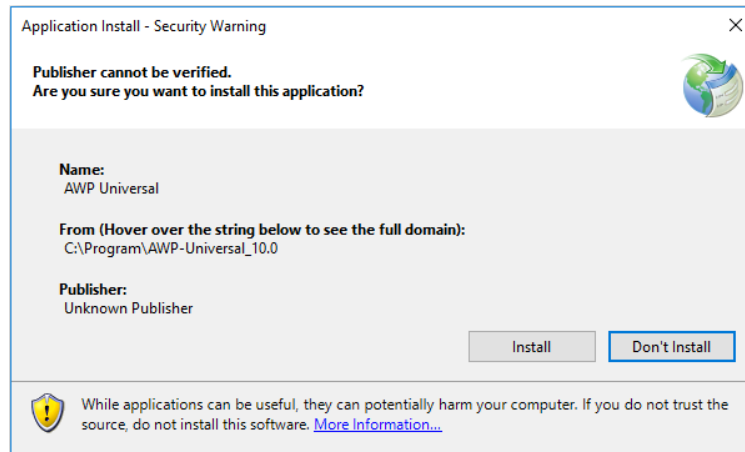 Application Install - Security Warning
Publisher cannot be verified.
Are you sure you want to install this application?
Name:
AWP Universal
From (Hover over the string below to see the full domain):
C:\Program\AWP-Universal_10.0
Publisher:
Unknown Publisher
Install
Don't Install
While applications can be useful, they can potentially harm your computer. If you do not trust the
source, do not install this software. More Information...